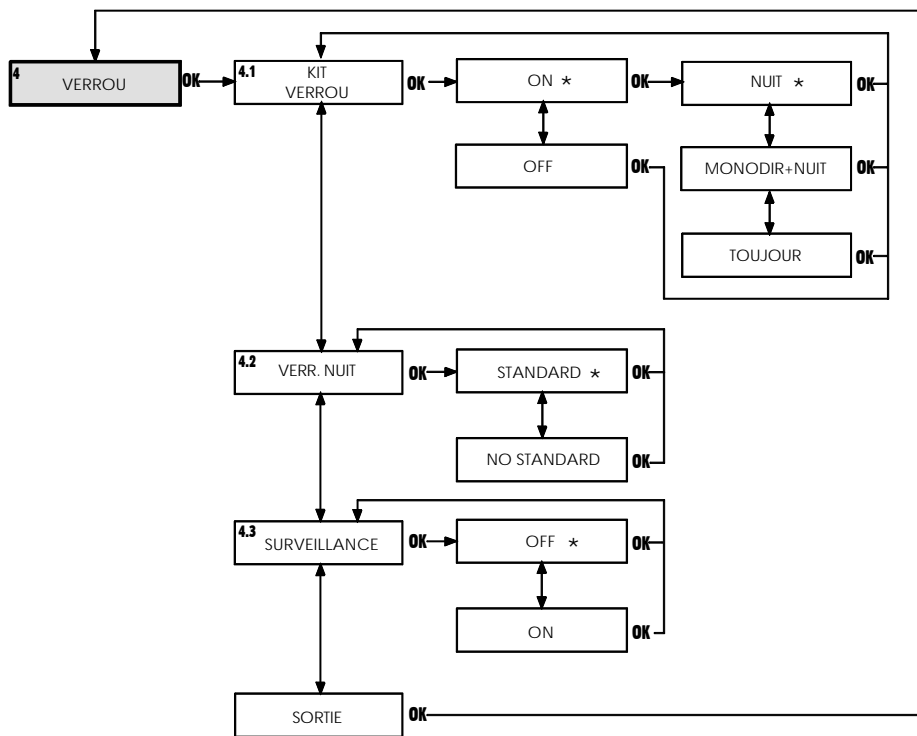 4
VERROU
OK
4.1
KIT
VERROU
OK
ON *
OK
NUIT *
OK
OFF
OK
MONODIR+NUIT
OK
TOUJOUR
OK
4.2
VERR. NUIT
OK
STANDARD *
OK
NO STANDARD
OK
4.3
SURVEILLANCE
OK
OFF *
OK
ON
OK
SORTIE
OK